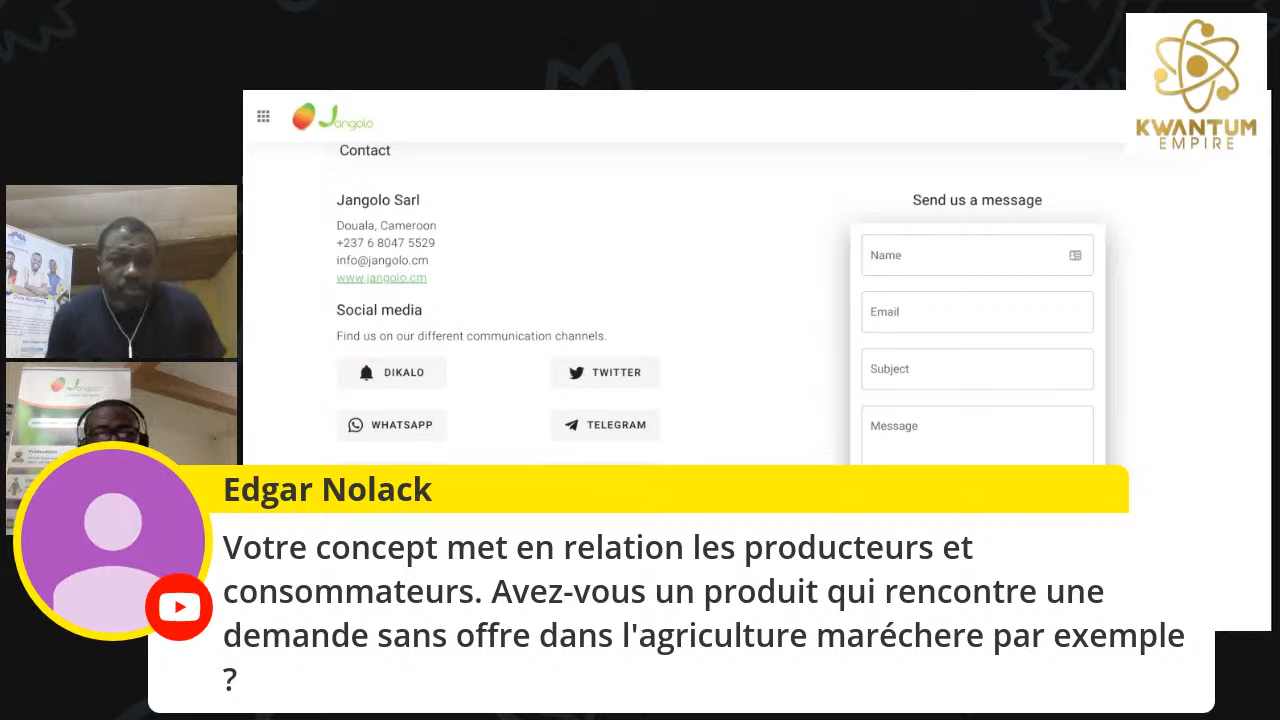 KWANTUM
EMPIRE
Jangolo
Contact
Jangolo Sarl
Douala, Cameroon
+237 6 8047 5529
info@jangolo.cm
www.jangolo.cm
Social media
Find us on our different communication channels.
DIKALO
TWITTER
WHATSAPP
TELEGRAM
Send us a message
Name
Email
Subject
Message
Jangolo
Edgar Nolack
Votre concept met en relation les producteurs et
consommateurs. Avez-vous un produit qui rencontre une
demande sans offre dans l'agriculture maréchere par exemple
?